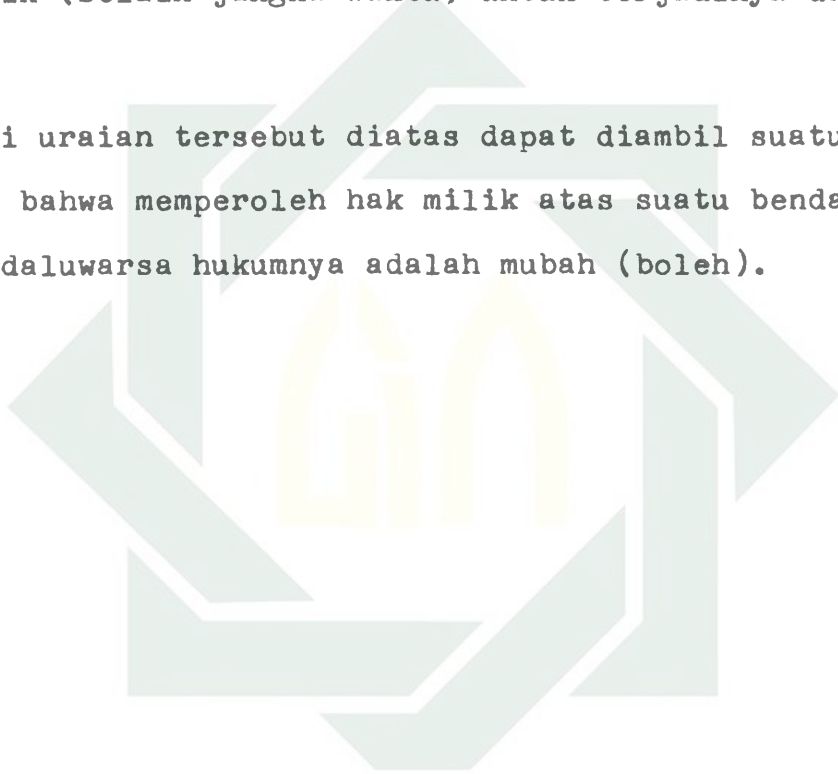 i uraian tersebut diatas dapat diambil suatu
bahwa memperoleh hak milik atas suatu benda
daluwarsa hukumnya adalah mubah (boleh).